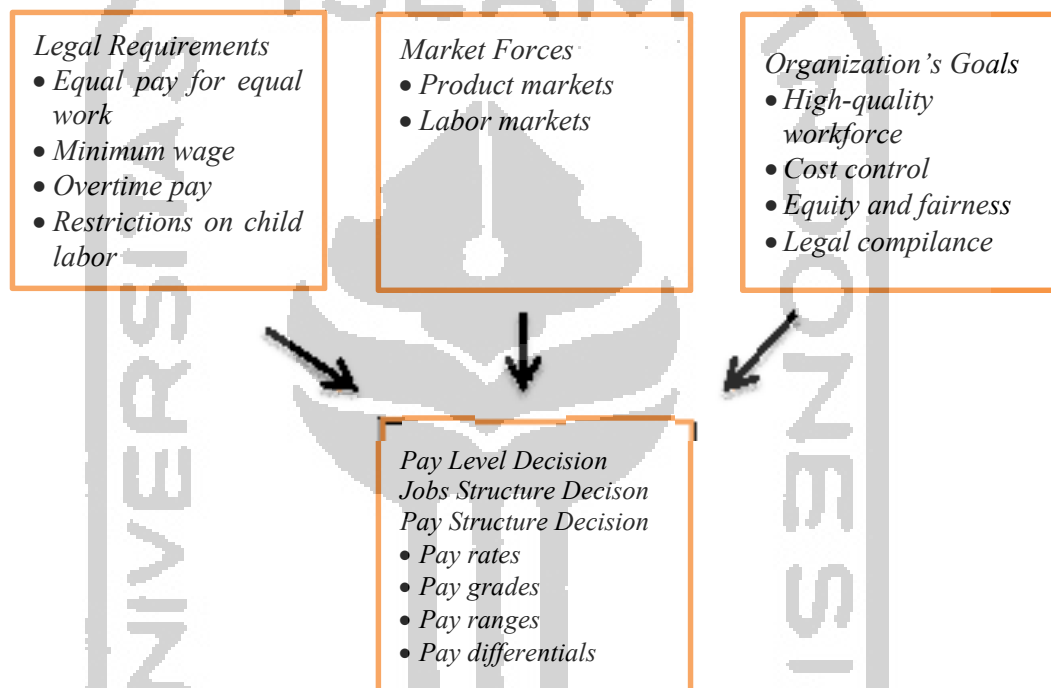 Legal Requirements
• Equal pay for equal
work
• Minimum wage
• Overtime pay
• Restrictions on child
labor
Market Forces
• Product markets
• Labor markets
Organization's Goals
• High-quality
workforce
• Cost control
• Equity and fairness
• Legal compilance
Pay Level Decision
Jobs Structure Decison
Pay Structure Decision
• Pay rates
• Pay grades
• Pay ranges
• Pay differentials